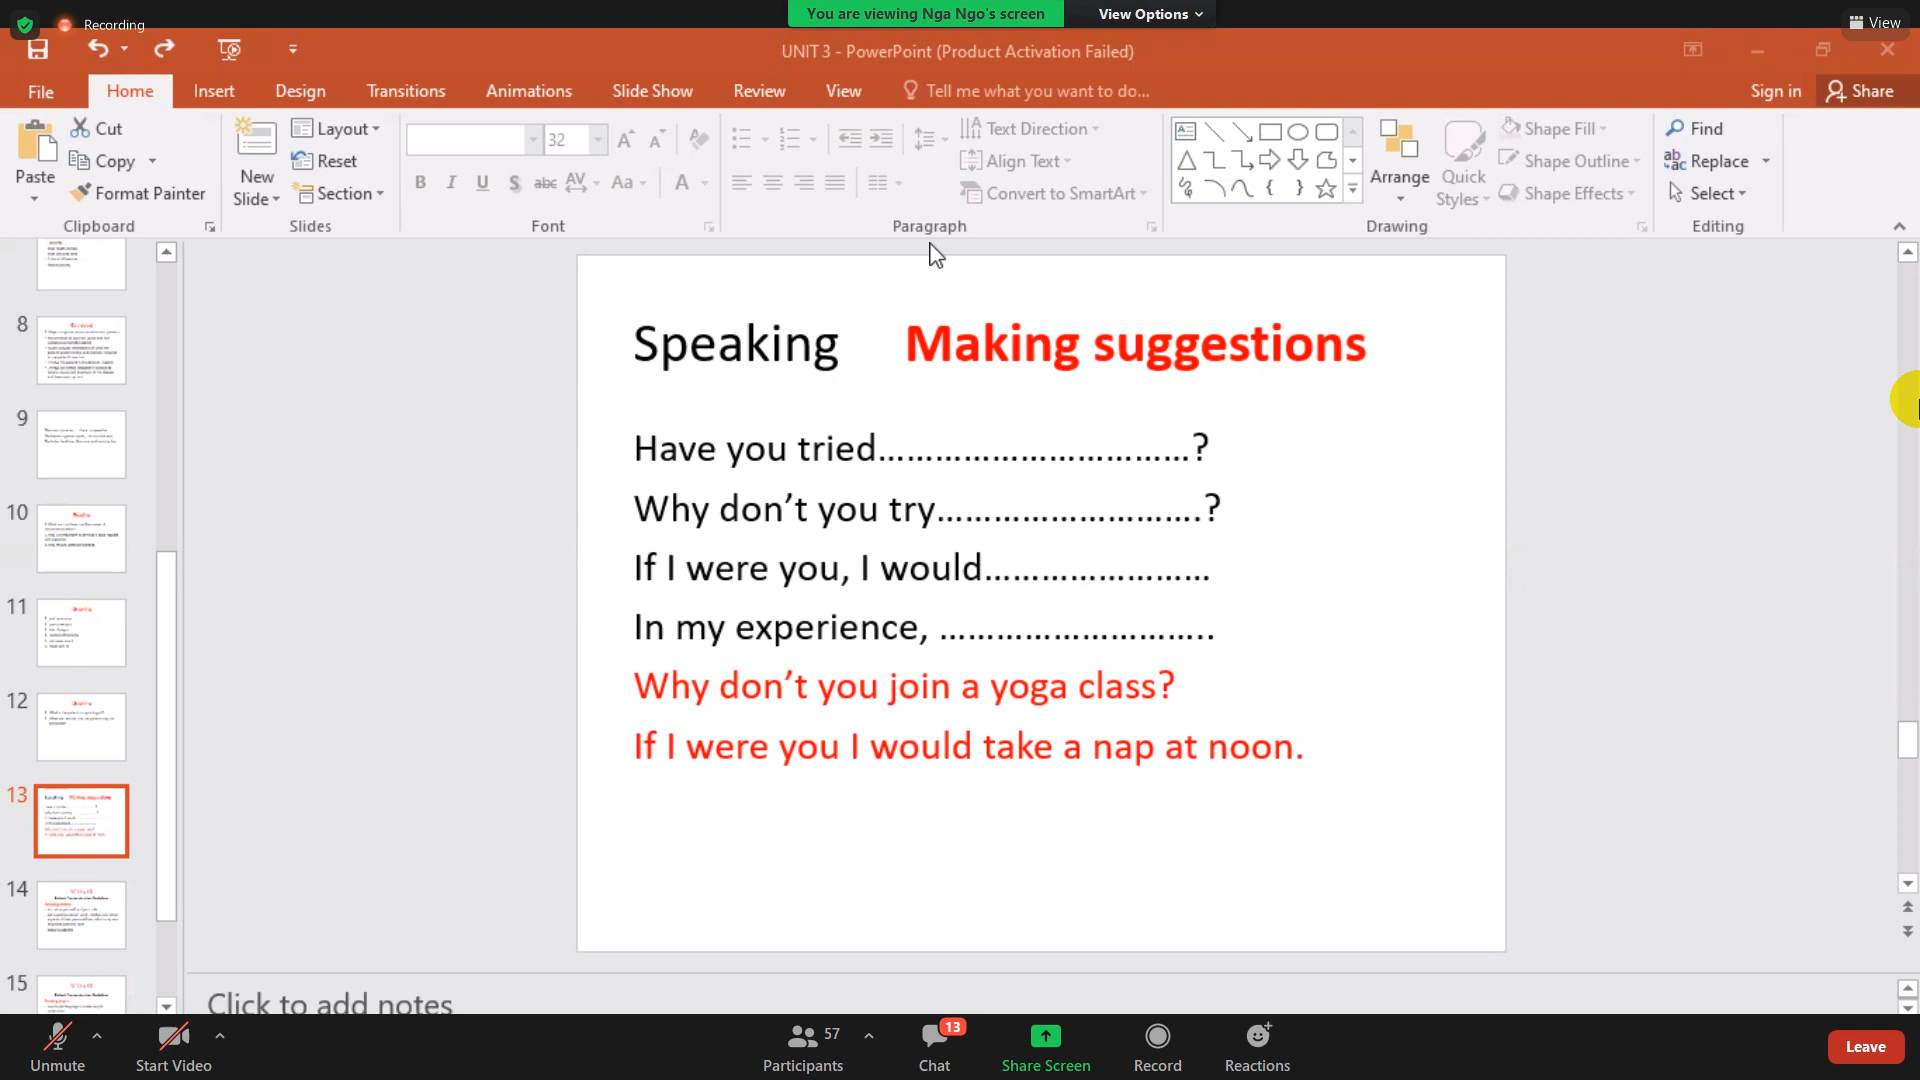 Recording
You are viewing Nga Ngo's screen
View Options
View
UNIT 3 - PowerPoint (Product Activation Failed)
File
Home
Insert
Design
Transitions
Animations
Slide Show
Review
View
Tell me what you want to do...
Sign in
Share
Paste
Cut
Copy
Format Painter
Clipboard
New
Slide
Layout
Reset
Section
Slides
32
B I U S abc AV Aa A
Font
Text Direction
Align Text
Convert to SmartArt
Paragraph
Arrange
Quick
Styles
Shape Fill
Shape Outline
Shape Effects
Drawing
Find
Replace
Select
Editing
8
9
10
11
12
13
14
15
Speaking Making suggestions
Have you tried……………………………?
Why don’t you try……………………….?
If I were you, I would……………………
In my experience, ………………………..
Why don’t you join a yoga class?
If I were you I would take a nap at noon.
Click to add notes
Unmute
Start Video
57
Participants
13
Chat
Share Screen
Record
Reactions
Leave